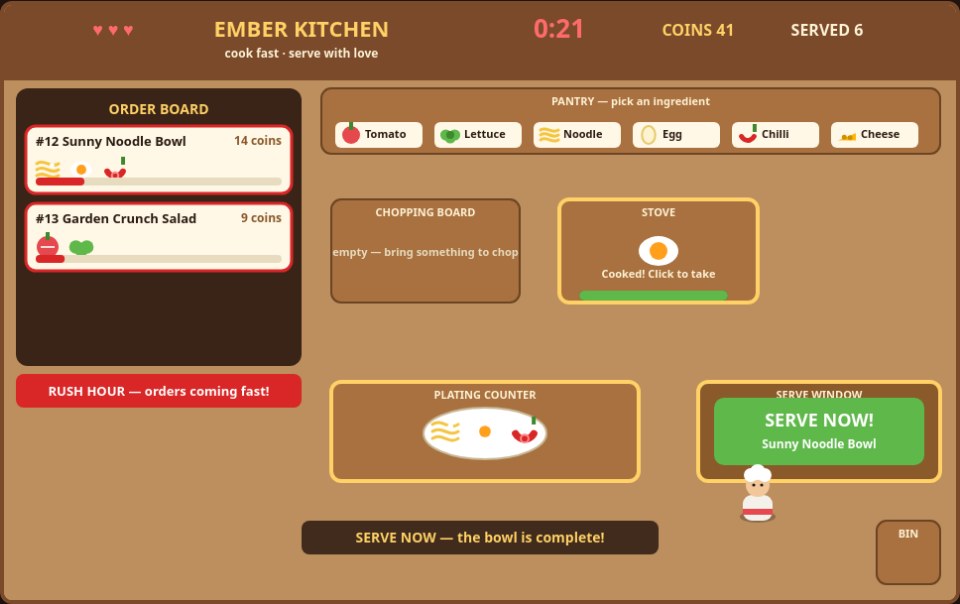 EMBER KITCHEN
cook fast · serve with love
0:21
COINS 41
SERVED 6
ORDER BOARD
#12 Sunny Noodle Bowl
14 coins
#13 Garden Crunch Salad
9 coins
RUSH HOUR — orders coming fast!
PANTRY — pick an ingredient
Tomato
Lettuce
Noodle
Egg
Chilli
Cheese
CHOPPING BOARD
empty — bring something to chop
STOVE
Cooked! Click to take
PLATING COUNTER
SERVE WINDOW
SERVE NOW!
Sunny Noodle Bowl
SERVE NOW — the bowl is complete!
BIN